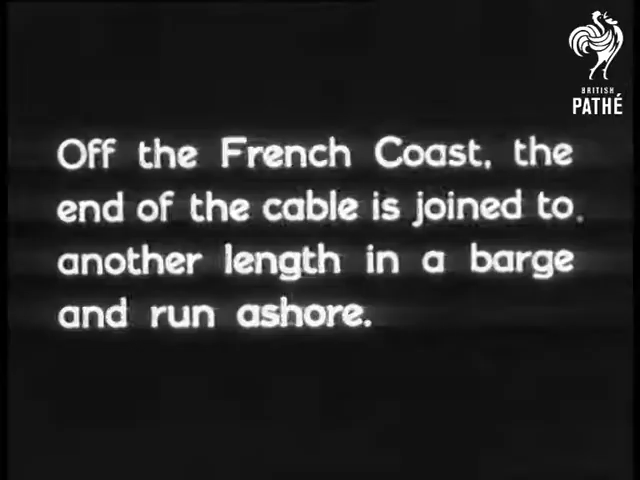 BRITISH
PATHÉ
Off the French Coast, the
end of the cable is joined to
another length in a barge
and run ashore.